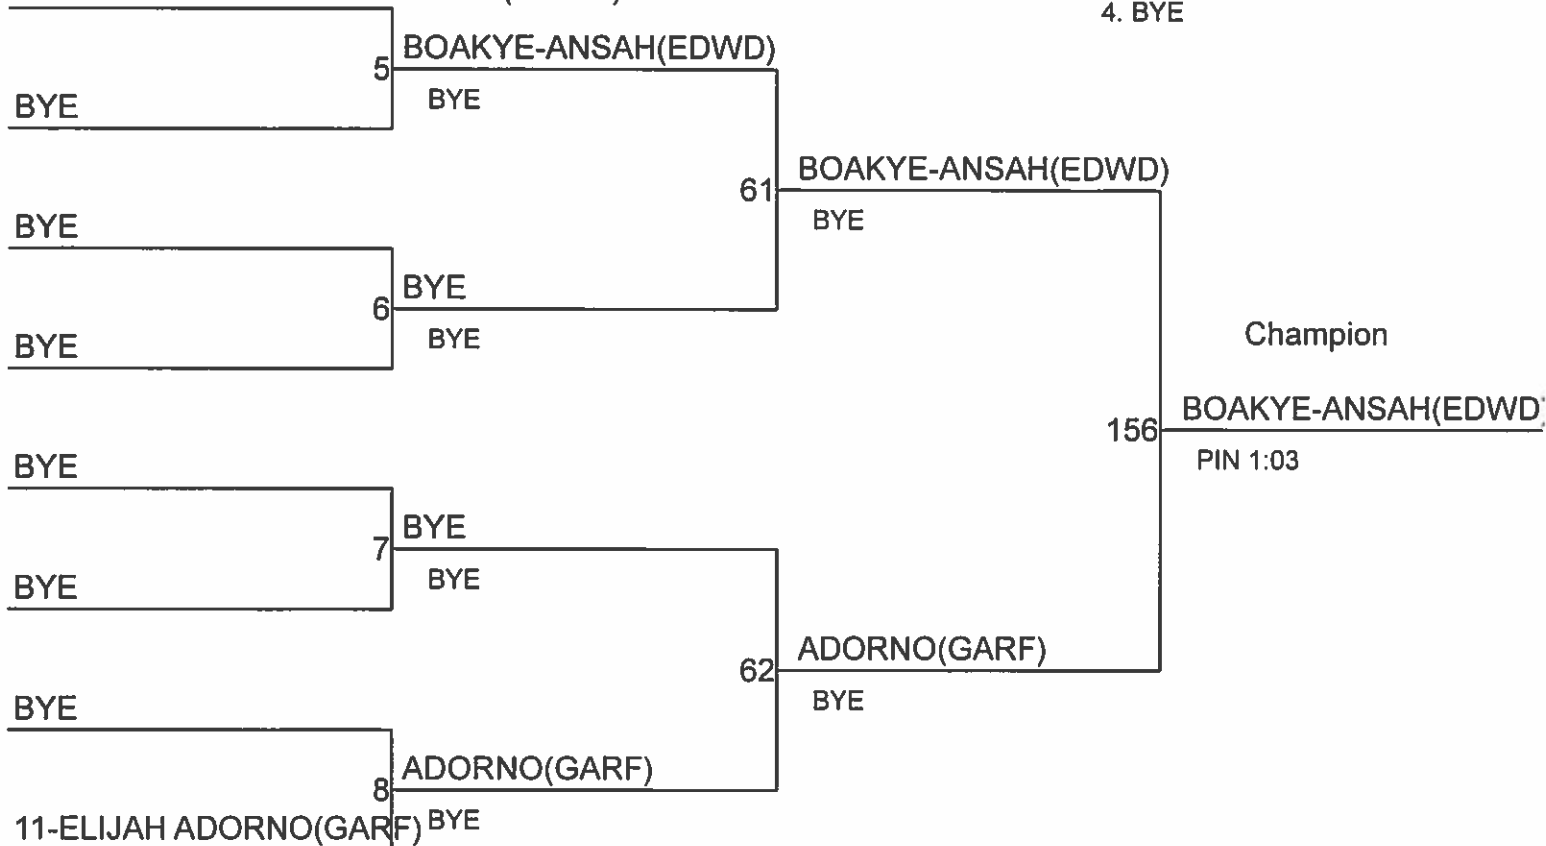 4. BYE
BOAKYE-ANSAH(EDWD)
5
BYE
BYE
BOAKYE-ANSAH(EDWD)
61
BYE
BYE
BYE
6
BYE
BYE
Champion
BOAKYE-ANSAH(EDWD
156
PIN 1:03
BYE
BYE
7
BYE
BYE
ADORNO(GARF)
62
BYE
BYE
ADORNO(GARF)
8
BYE
11-ELIJAH ADORNO(GARF)